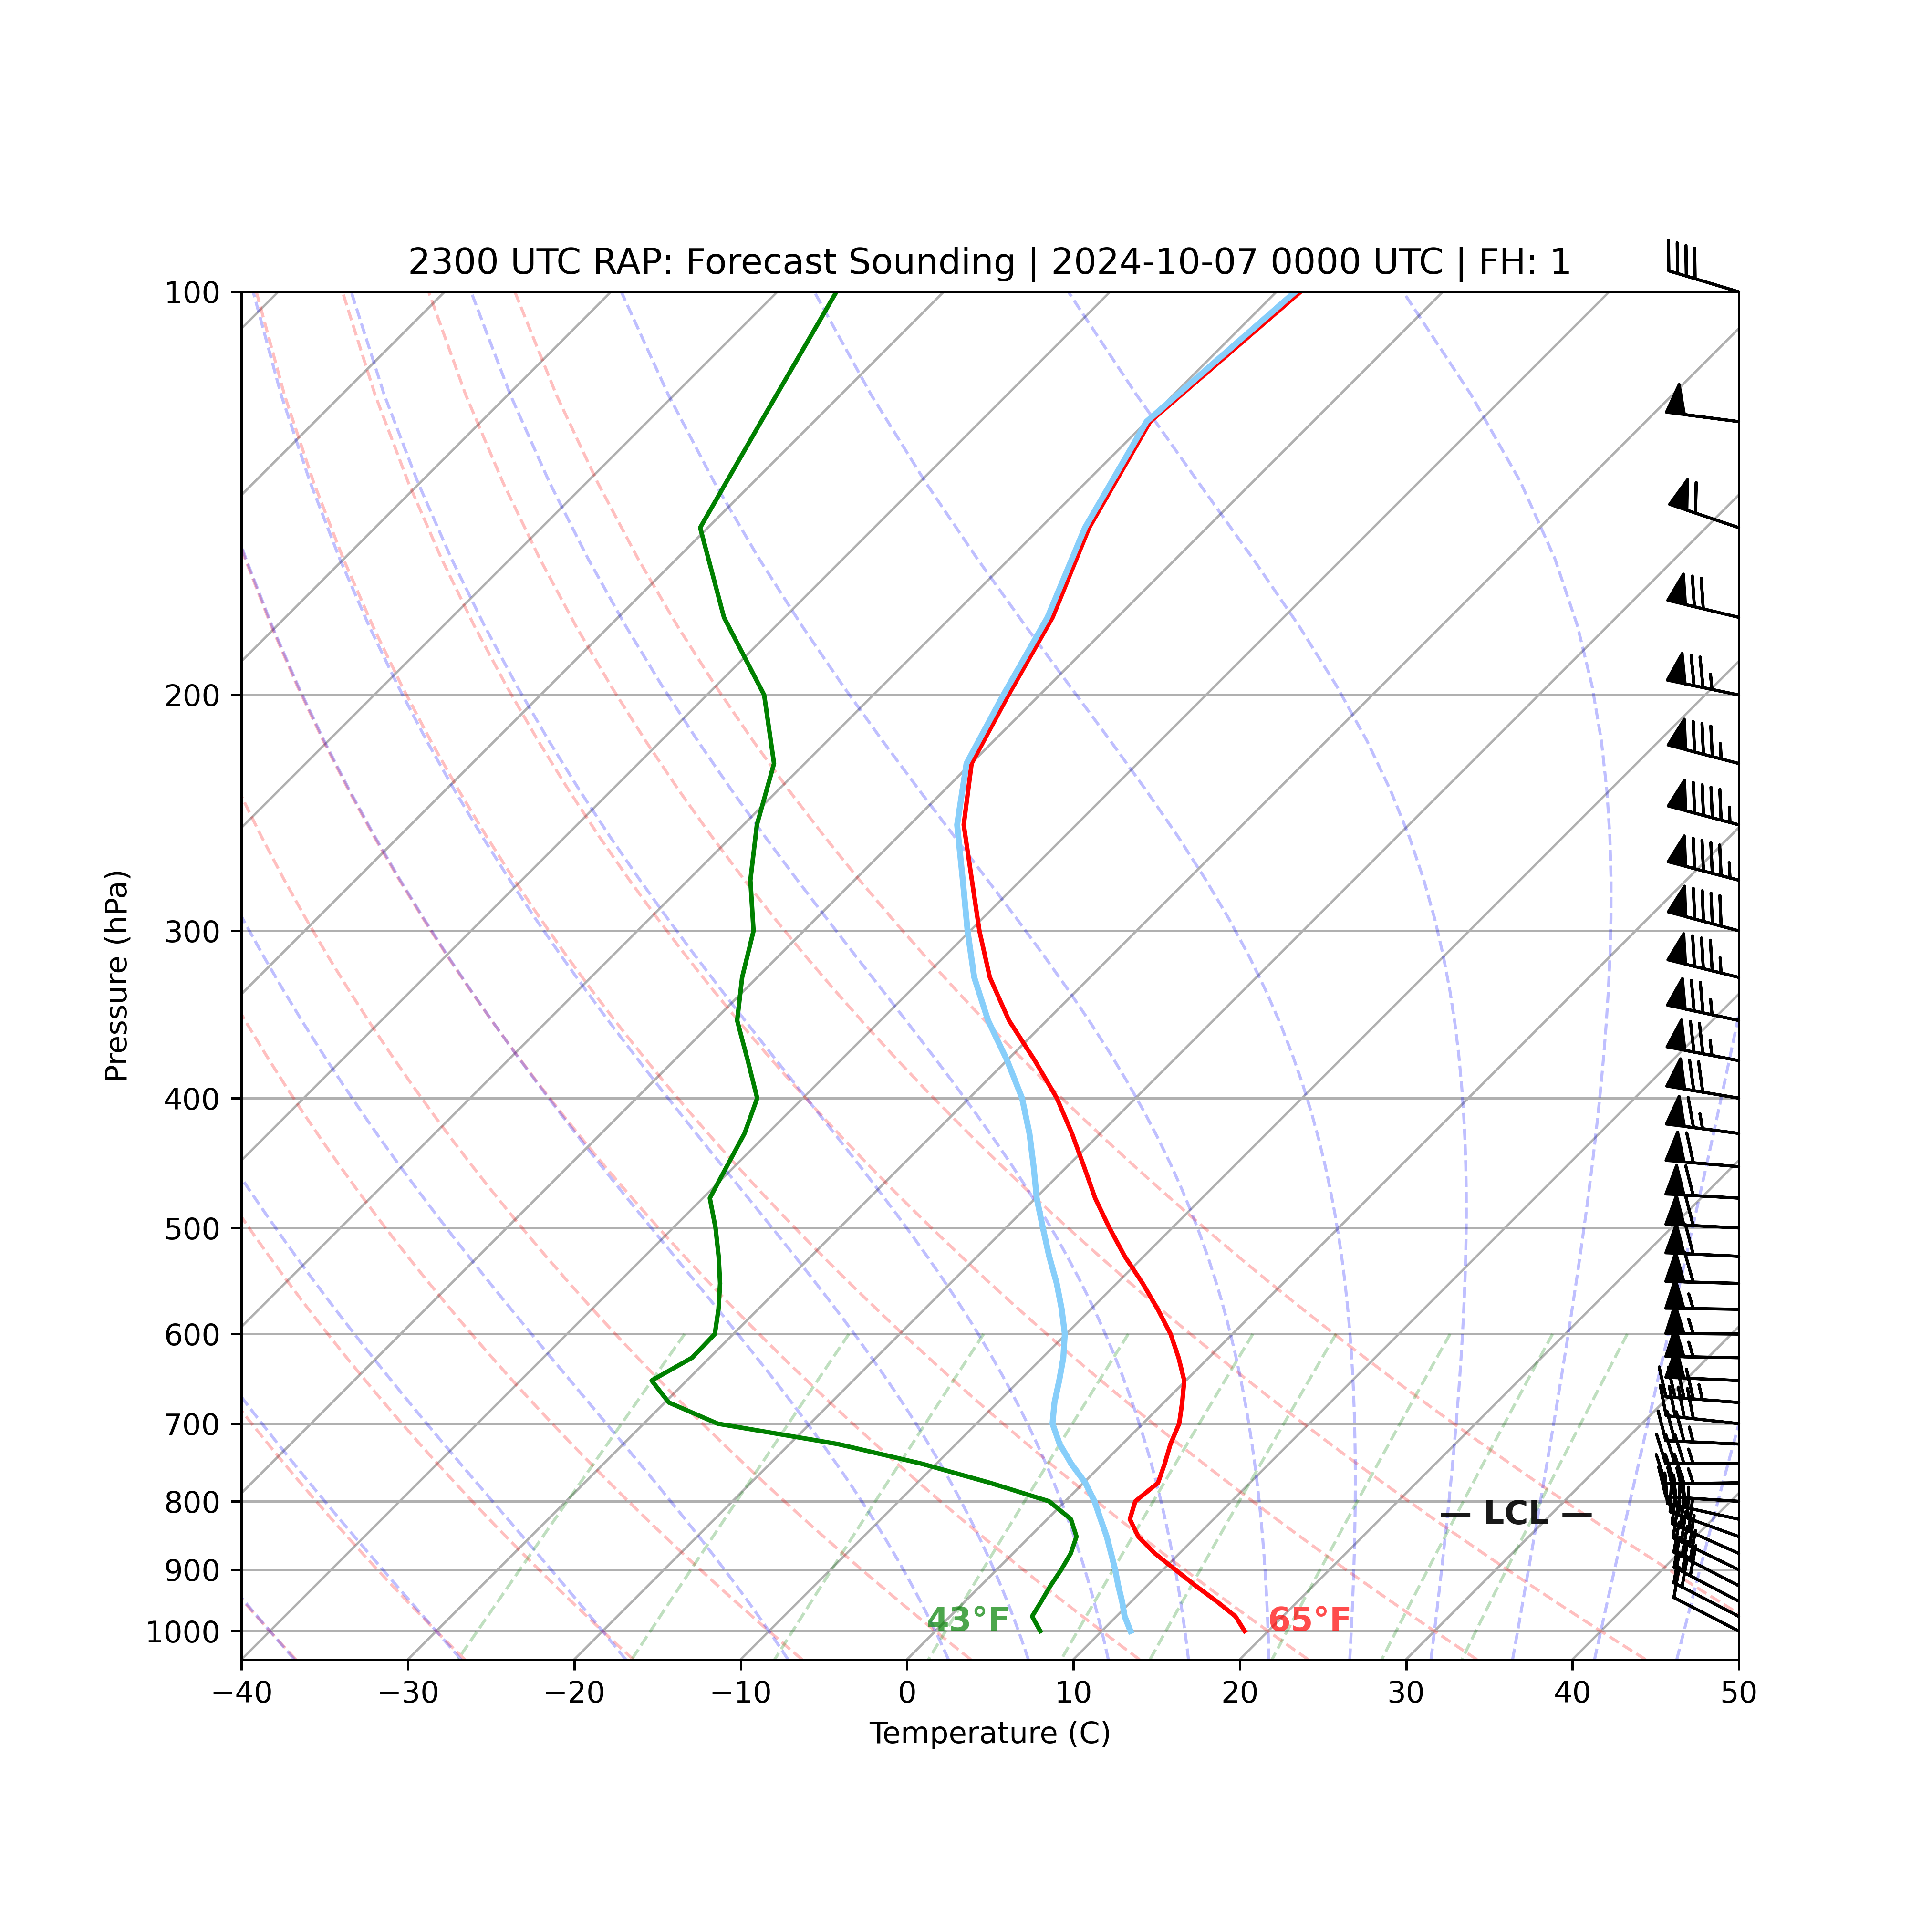 2300 UTC RAP: Forecast Sounding | 2024-10-07 0000 UTC | FH: 1
100
200
300
400
500
600
700
800
900
1000
Pressure (hPa)
— LCL —
43°F
65°F
−40 −30 −20 −10 0 10 20 30 40 50
Temperature (C)